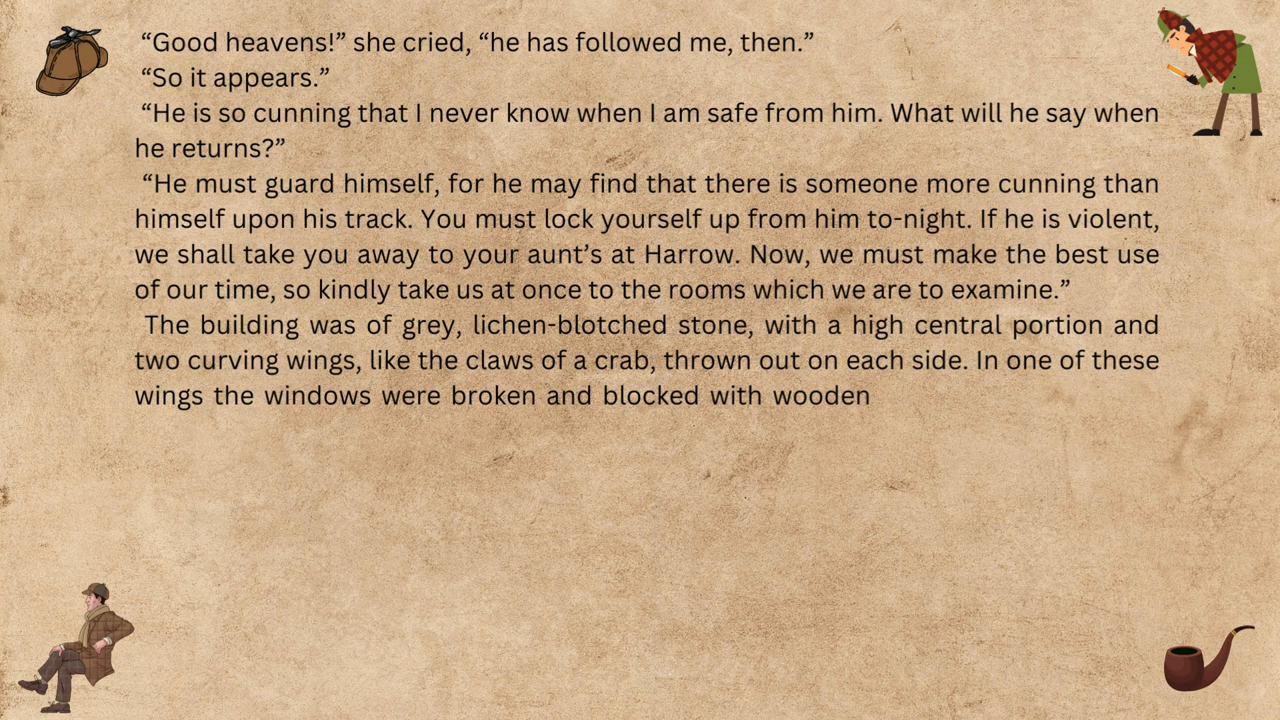 “Good heavens!” she cried, “he has followed me, then.”
“So it appears.”
“He is so cunning that I never know when I am safe from him. What will he say when
he returns?”
“He must guard himself, for he may find that there is someone more cunning than
himself upon his track. You must lock yourself up from him to-night. If he is violent,
we shall take you away to your aunt’s at Harrow. Now, we must make the best use
of our time, so kindly take us at once to the rooms which we are to examine.”
The building was of grey, lichen-blotched stone, with a high central portion and
two curving wings, like the claws of a crab, thrown out on each side. In one of these
wings the windows were broken and blocked with wooden